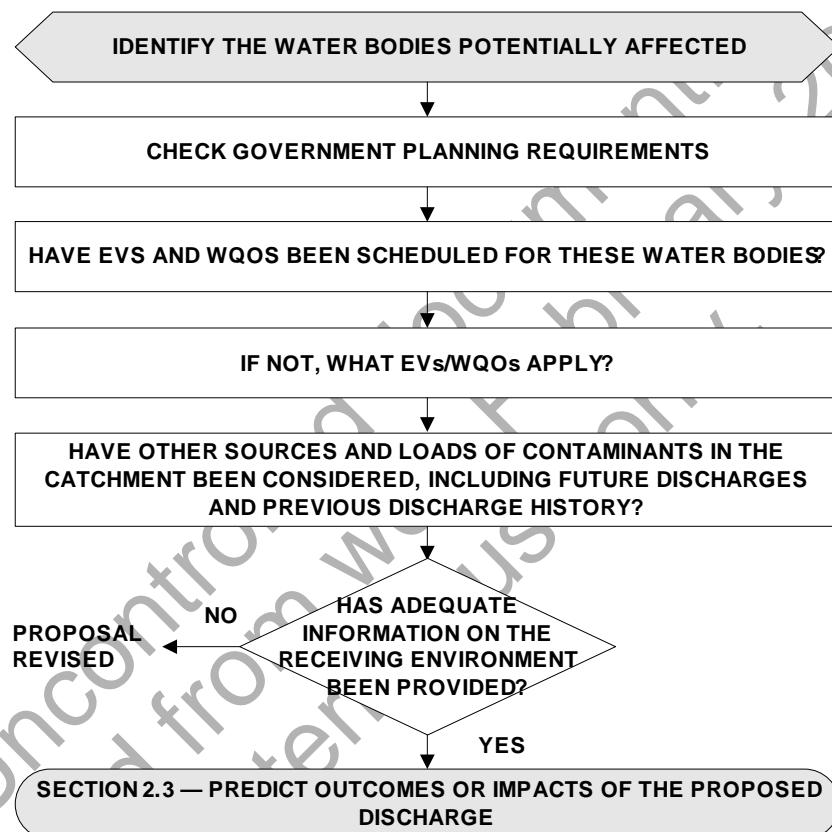 IDENTIFY THE WATER BODIES POTENTIALLY AFFECTED
CHECK GOVERNMENT PLANNING REQUIREMENTS
HAVE EVS AND WQOS BEEN SCHEDULED FOR THESE WATER BODIES?
IF NOT, WHAT EVs/WQOs APPLY?
HAVE OTHER SOURCES AND LOADS OF CONTAMINANTS IN THE
CATCHMENT BEEN CONSIDERED, INCLUDING FUTURE DISCHARGES
AND PREVIOUS DISCHARGE HISTORY?
HAS ADEQUATE
INFORMATION ON THE
RECEIVING ENVIRONMENT
BEEN PROVIDED?
NO
PROPOSAL
REVISED
YES
SECTION 2.3 — PREDICT OUTCOMES OR IMPACTS OF THE PROPOSED
DISCHARGE